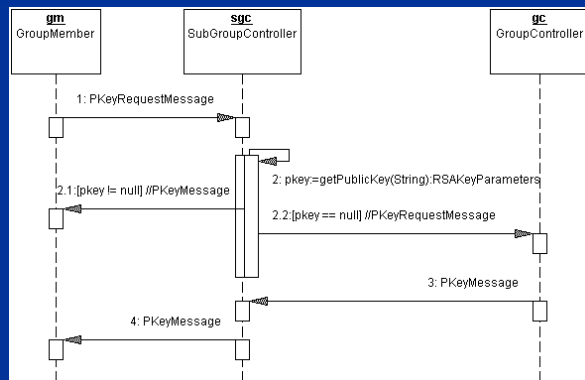 gm
GroupMember
sgc
SubGroupController
gc
GroupController
1: PKeyRequestMessage
2: pkey:=getPublicKey(String):RSAKeyParameters
2.1:[pkey != null] //PKeyMessage
2.2:[pkey == null] //PKeyRequestMessage
3: PKeyMessage
4: PKeyMessage